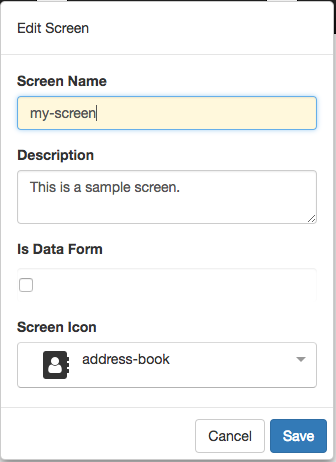 Edit Screen
Screen Name
my-screen
Description
This is a sample screen.
Is Data Form
Screen Icon
address-book
Cancel Save